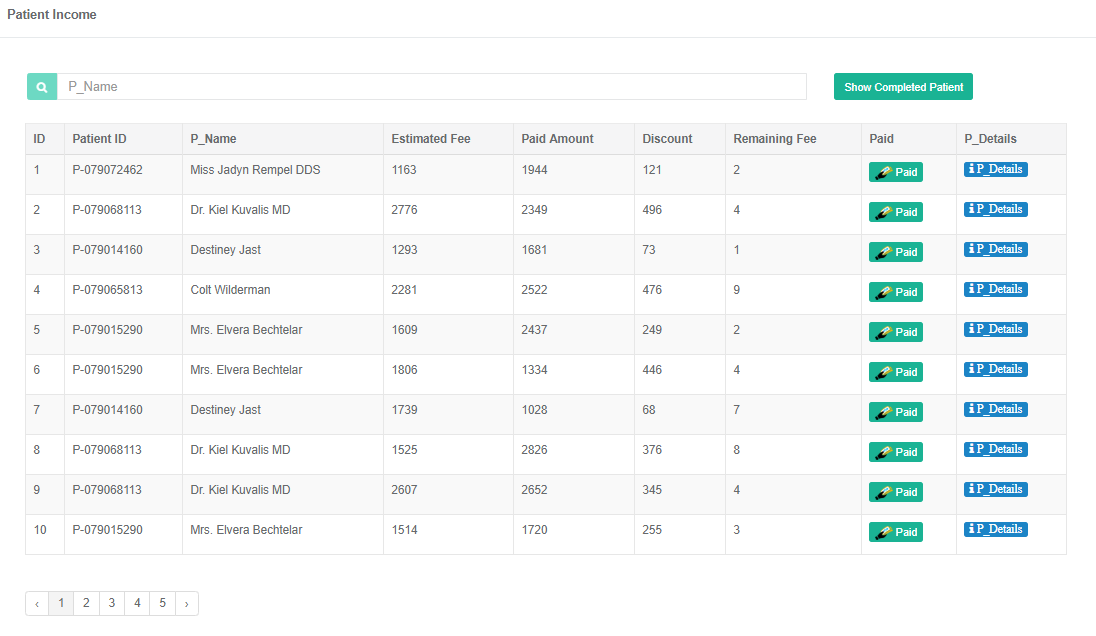 Patient Income
P_Name Show Completed Patient
ID Patient ID P_Name Estimated Fee Paid Amount Discount Remaining Fee Paid P_Details
1 P-079072462 Miss Jadyn Rempel DDS 1163 1944 121 2 Paid P_Details
2 P-079068113 Dr. Kiel Kuvalis MD 2776 2349 496 4 Paid P_Details
3 P-079014160 Destiney Jast 1293 1681 73 1 Paid P_Details
4 P-079065813 Colt Wilderman 2281 2522 476 9 Paid P_Details
5 P-079015290 Mrs. Elvera Bechtelar 1609 2437 249 2 Paid P_Details
6 P-079015290 Mrs. Elvera Bechtelar 1806 1334 446 4 Paid P_Details
7 P-079014160 Destiney Jast 1739 1028 68 7 Paid P_Details
8 P-079068113 Dr. Kiel Kuvalis MD 1525 2826 376 8 Paid P_Details
9 P-079068113 Dr. Kiel Kuvalis MD 2607 2652 345 4 Paid P_Details
10 P-079015290 Mrs. Elvera Bechtelar 1514 1720 255 3 Paid P_Details
‹ 1 2 3 4 5 ›